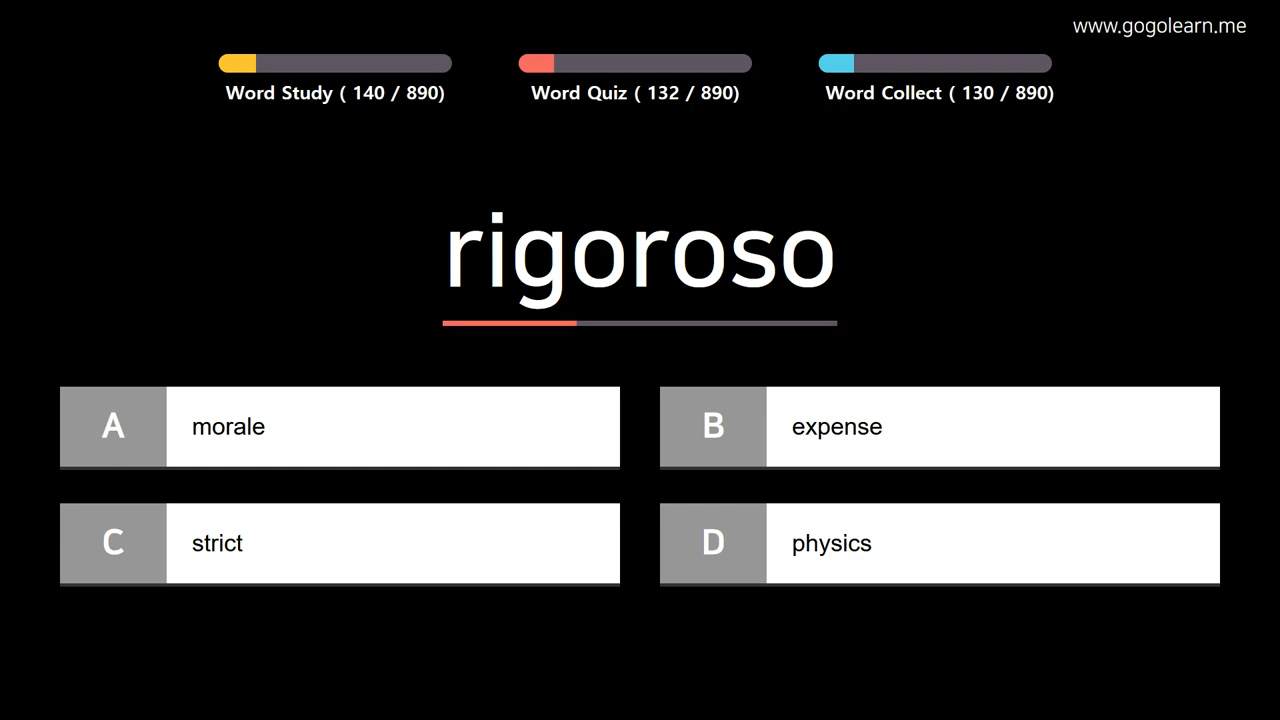 www.gogolearn.me
Word Study ( 140 / 890)
Word Quiz ( 132 / 890)
Word Collect ( 130 / 890)
rigoroso
A
morale
B
expense
C
strict
D
physics